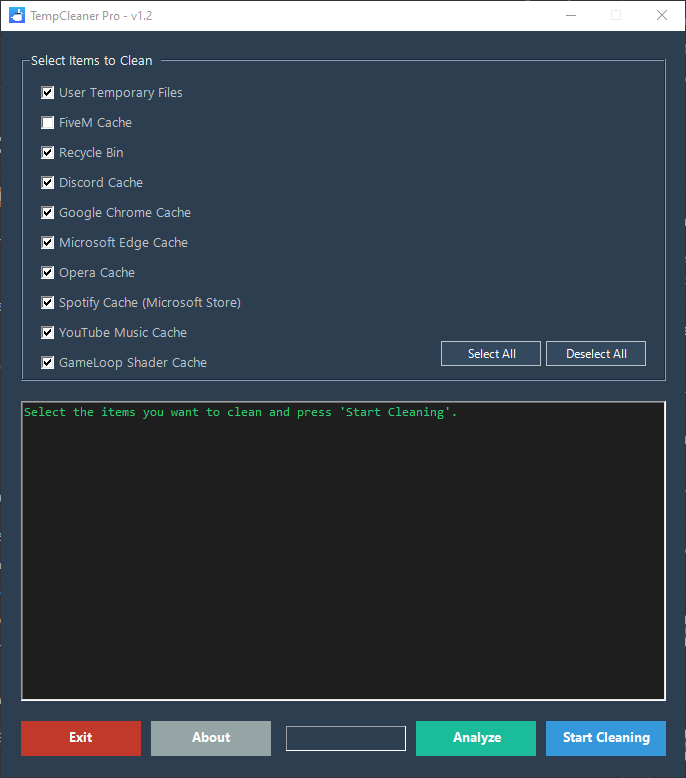 TempCleaner Pro - v1.2
Select Items to Clean
User Temporary Files
FiveM Cache
Recycle Bin
Discord Cache
Google Chrome Cache
Microsoft Edge Cache
Opera Cache
Spotify Cache (Microsoft Store)
YouTube Music Cache
GameLoop Shader Cache
Select All
Deselect All
Select the items you want to clean and press 'Start Cleaning'.
Exit
About
Analyze
Start Cleaning